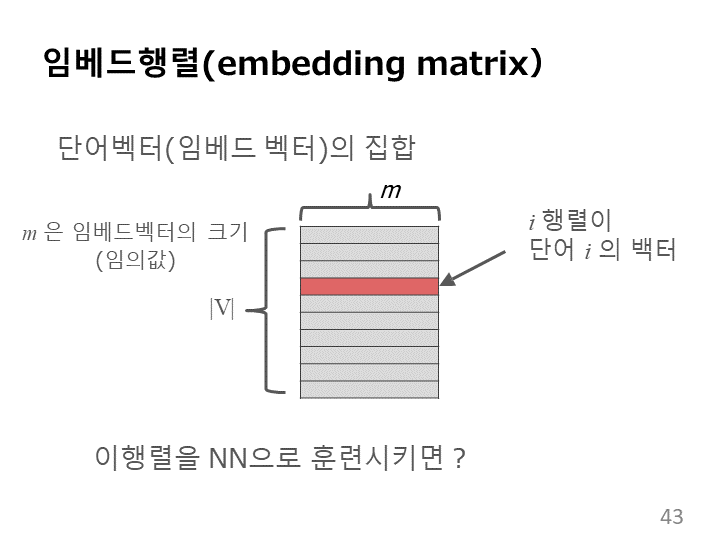 임베드행렬(embedding matrix）
단어벡터(임베드 벡터)의 집합
m
m 은 임베드벡터의 크기
(임의값)
|V|
i 행렬이
단어 i 의 백터
이행렬을 NN으로 훈련시키면 ?
43